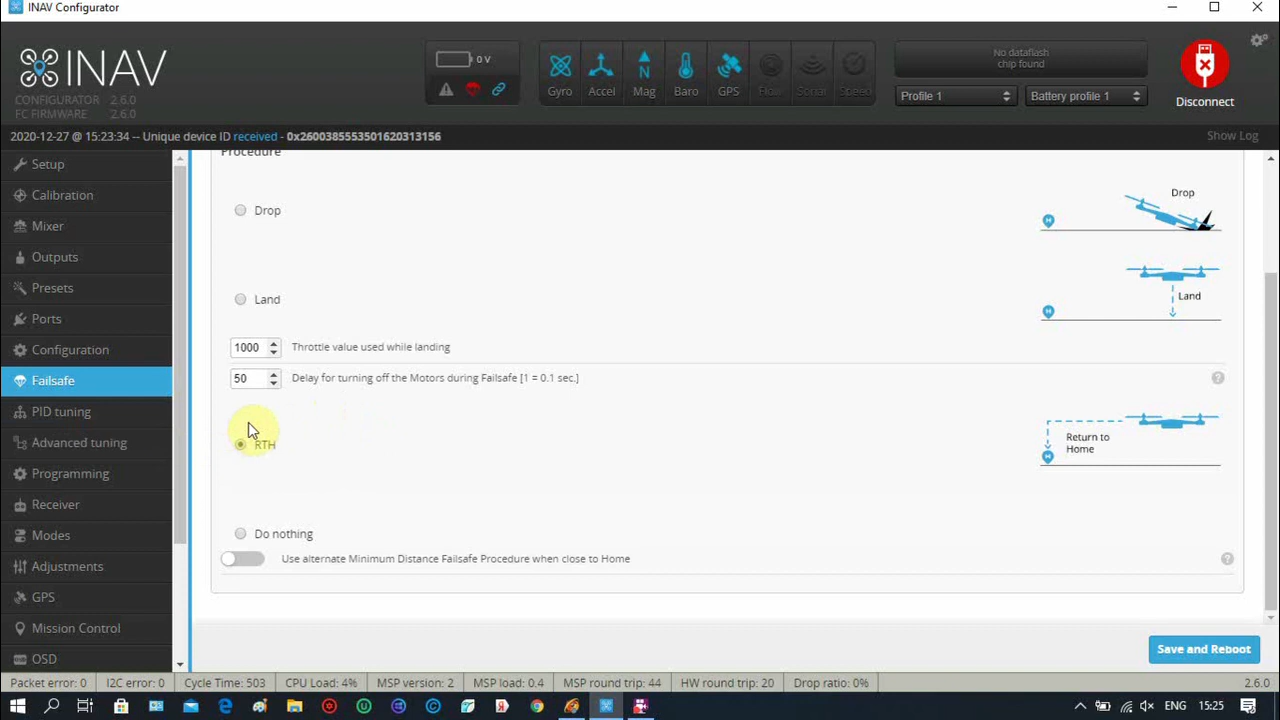 INAV Configurator
INAV
CONFIGURATOR 2.6.0
FC FIRMWARE 2.6.0
0 V
Gyro Accel Mag Baro GPS Flow Sonar Speed
No dataflash
chip found
Profile 1
Battery profile 1
Disconnect
2020-12-27 @ 15:23:34 -- Unique device ID received - 0x2600385553501620313156
Show Log
Setup
Calibration
Mixer
Outputs
Presets
Ports
Configuration
Failsafe
PID tuning
Advanced tuning
Programming
Receiver
Modes
Adjustments
GPS
Mission Control
OSD
Procedure
Drop
Drop
Land
Land
1000 Throttle value used while landing
50 Delay for turning off the Motors during Failsafe [1 = 0.1 sec.]
RTH
Return to
Home
Do nothing
Use alternate Minimum Distance Failsafe Procedure when close to Home
Save and Reboot
Packet error: 0 I2C error: 0 Cycle Time: 503 CPU Load: 4% MSP version: 2 MSP load: 0.4 MSP round trip: 44 HW round trip: 20 Drop ratio: 0% 2.6.0
ENG 15:25